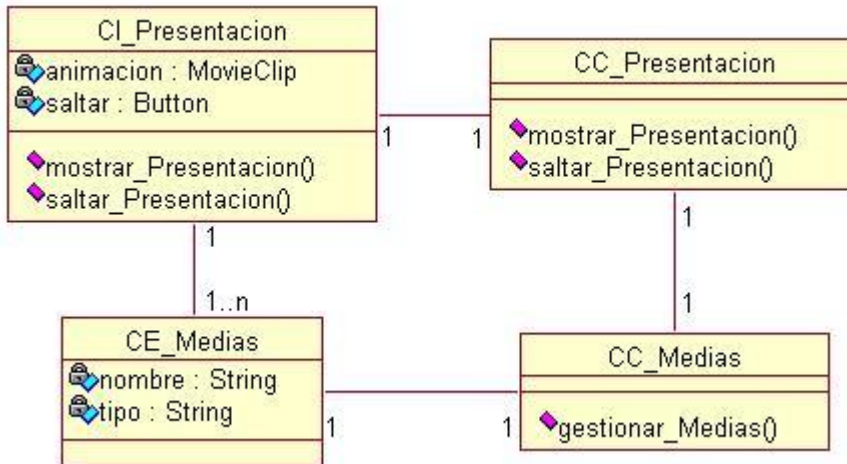 CI_Presentacion
animacion : MovieClip
saltar : Button
mostrar_Presentacion()
saltar_Presentacion()
1
1
CC_Presentacion
mostrar_Presentacion()
saltar_Presentacion()
1
1..n
1
1
CE_Medias
nombre : String
tipo : String
1
1
CC_Medias
gestionar_Medias()